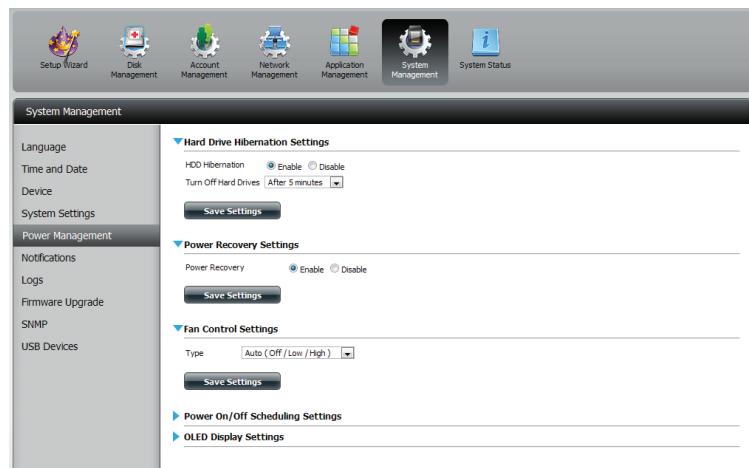 Setup Wizard
Disk Management
Account Management
Network Management
Application Management
System Management
System Status
System Management
Language
Time and Date
Device
System Settings
Power Management
Notifications
Logs
Firmware Upgrade
SNMP
USB Devices
Hard Drive Hibernation Settings
HDD Hibernation Enable Disable
Turn Off Hard Drives After 5 minutes
Save Settings
Power Recovery Settings
Power Recovery Enable Disable
Save Settings
Fan Control Settings
Type Auto ( Off / Low / High )
Save Settings
Power On/Off Scheduling Settings
OLED Display Settings